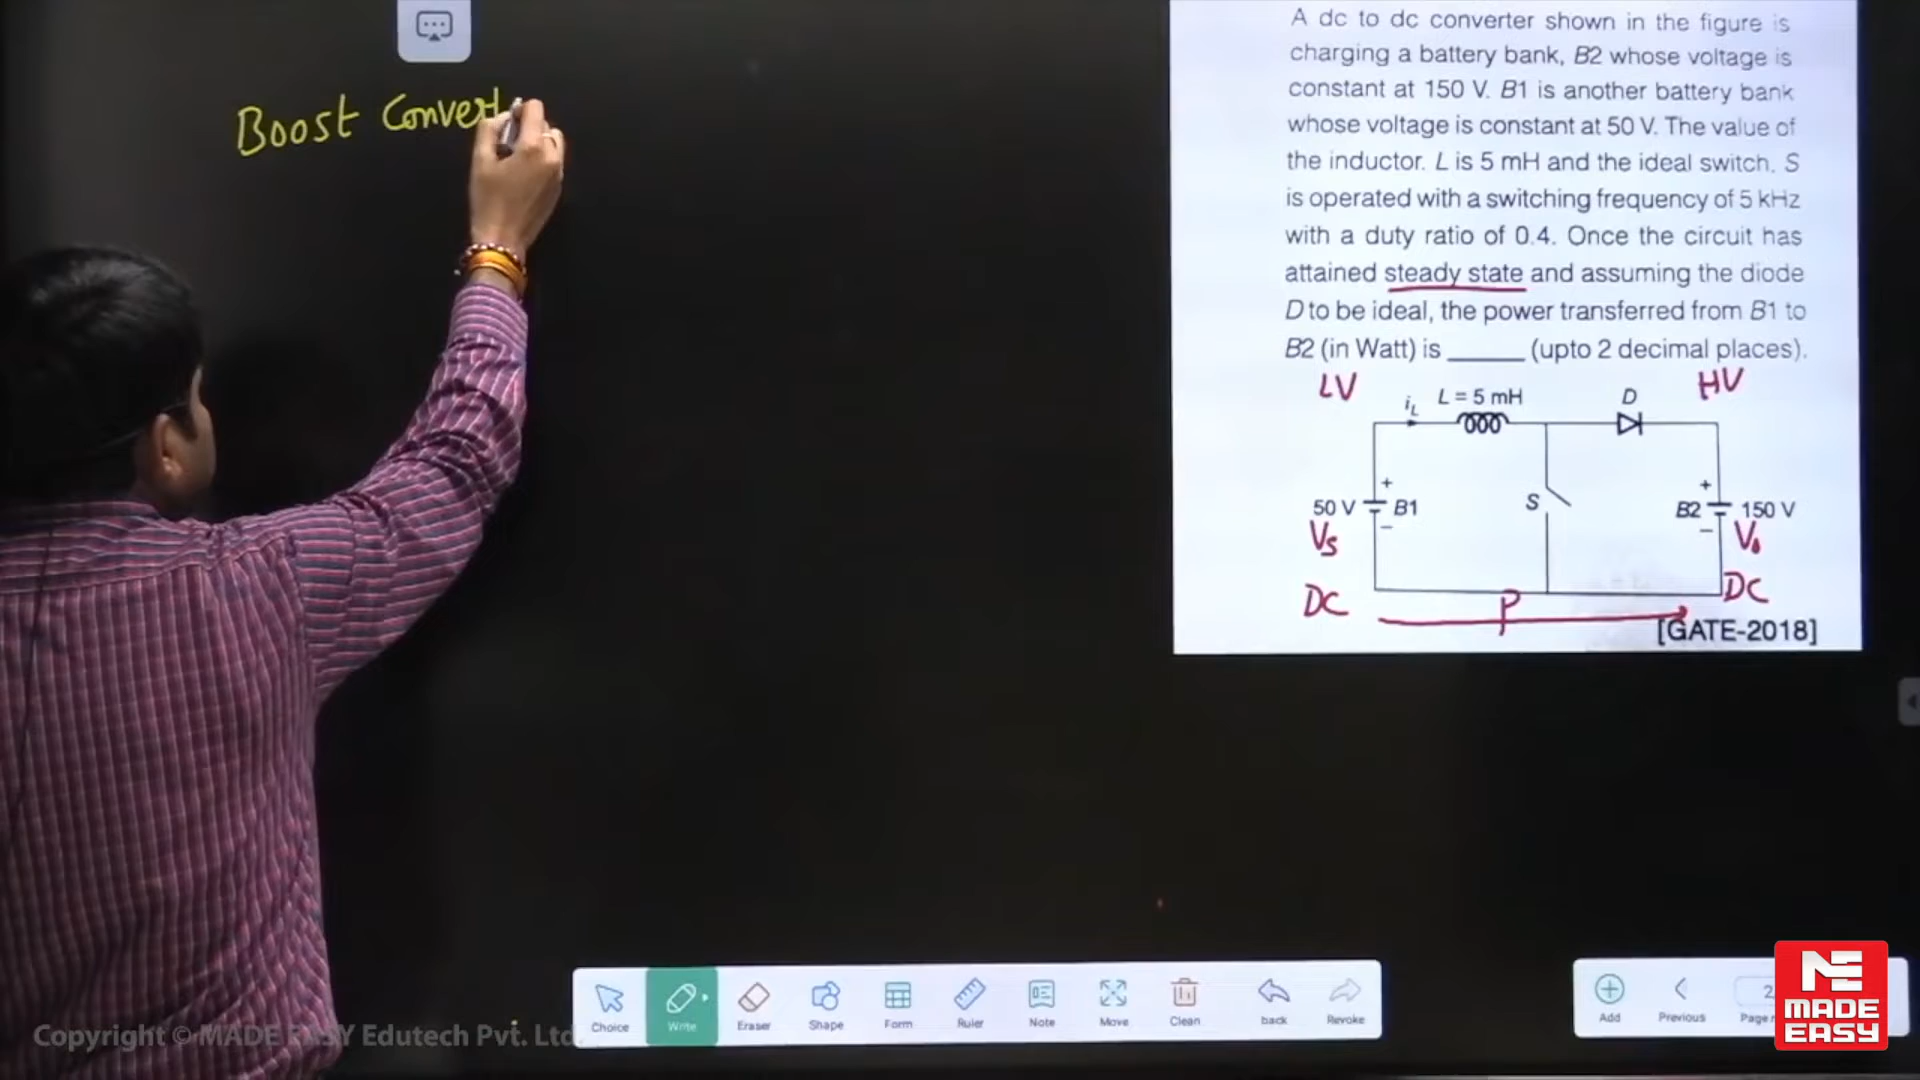 Boost Convert
A dc to dc converter shown in the figure is
charging a battery bank, B2 whose voltage is
constant at 150 V. B1 is another battery bank
whose voltage is constant at 50 V. The value of
the inductor. L is 5 mH and the ideal switch, S
is operated with a switching frequency of 5 kHz
with a duty ratio of 0.4. Once the circuit has
attained steady state and assuming the diode
D to be ideal, the power transferred from B1 to
B2 (in Watt) is ______ (upto 2 decimal places).
LV
HV
iL
L = 5 mH
D
+
+
50 V
B1
S
B2
150 V
−
−
Vs
Vo
DC
DC
P
[GATE-2018]
Choice
Write
Eraser
Shape
Form
Ruler
Note
Move
Clean
back
Revoke
Add
Previous
2
MADE
EASY
Copyright © MADE EASY Edutech Pvt. Ltd.